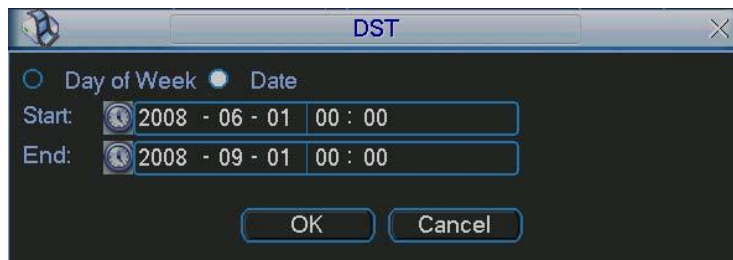 DST
Day of Week Date
Start: 2008 - 06 - 01 00 : 00
End: 2008 - 09 - 01 00 : 00
OK Cancel